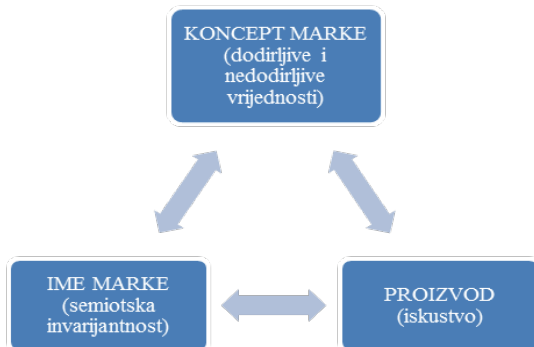 KONCEPT MARKE
(dodirljive i
nedodirljive
vrijednosti)
IME MARKE
(semiotska
invarijantnost)
PROIZVOD
(iskustvo)